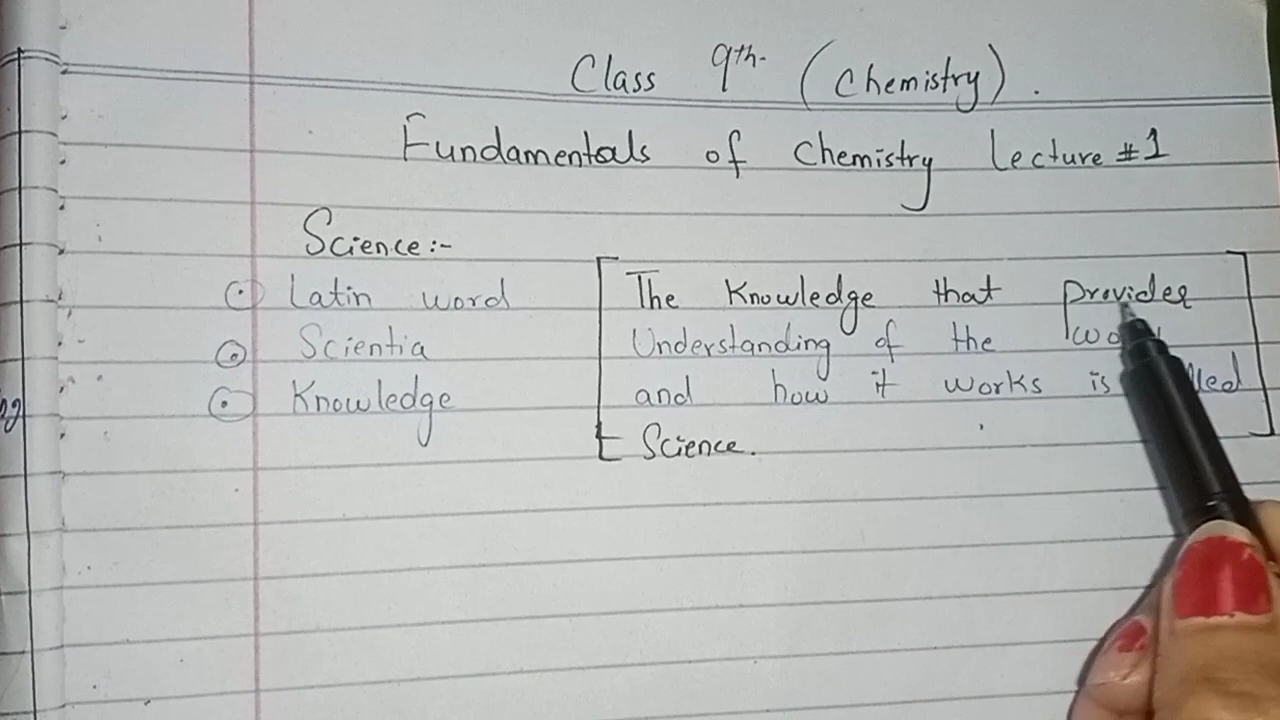 Class 9th. (Chemistry).
Fundamentals of Chemistry Lecture #1
Science:-
Latin word
Scientia
Knowledge
[The Knowledge that provides
Understanding of the
and how it works is
Science.]